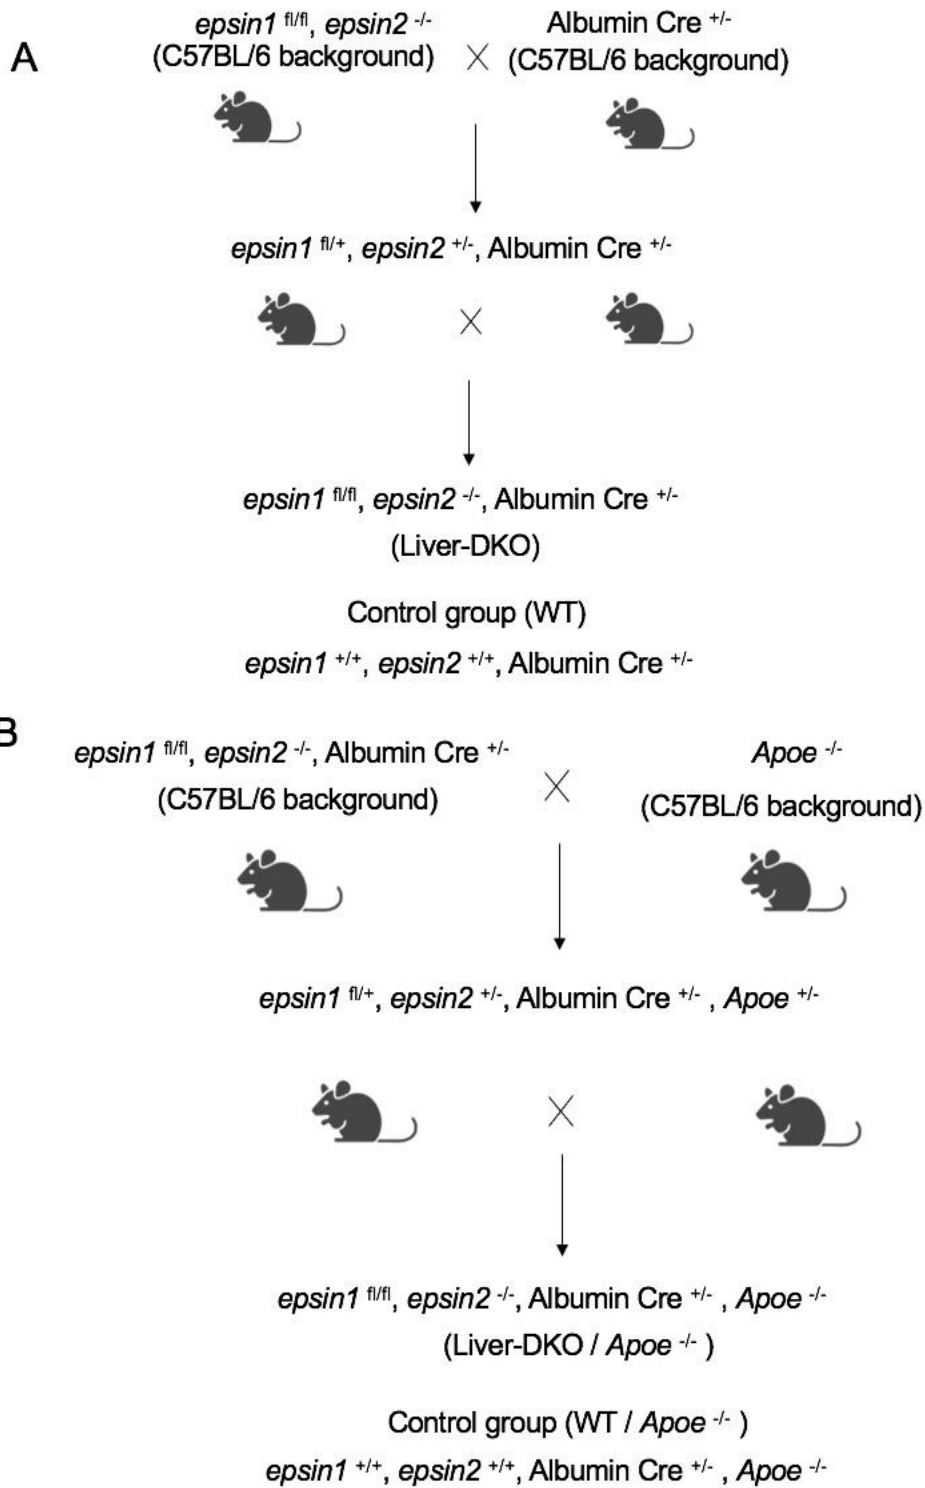 A
epsin1 fl/fl, epsin2 -/-
(C57BL/6 background)
X
Albumin Cre +/-
(C57BL/6 background)
epsin1 fl/+, epsin2 +/-, Albumin Cre +/-
X
epsin1 fl/fl, epsin2 -/-, Albumin Cre +/-
(Liver-DKO)
Control group (WT)
epsin1 +/+, epsin2 +/+, Albumin Cre +/-
B
epsin1 fl/fl, epsin2 -/-, Albumin Cre +/-
(C57BL/6 background)
X
Apoe -/-
(C57BL/6 background)
epsin1 fl/+, epsin2 +/-, Albumin Cre +/- , Apoe +/-
X
epsin1 fl/fl, epsin2 -/-, Albumin Cre +/- , Apoe -/-
(Liver-DKO / Apoe -/- )
Control group (WT / Apoe -/- )
epsin1 +/+, epsin2 +/+, Albumin Cre +/- , Apoe -/-